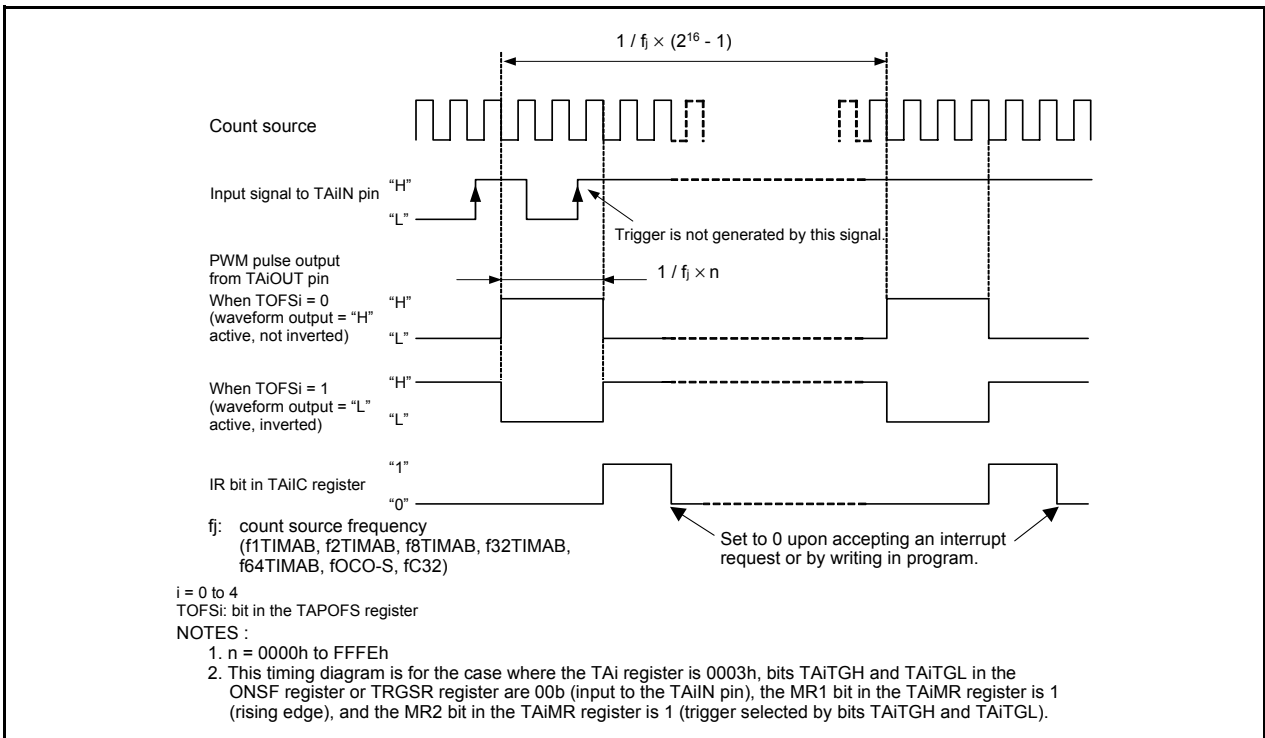 1 / fj × (2¹⁶ - 1)
Count source
Input signal to TAiIN pin
“H”
“L”
Trigger is not generated by this signal.
PWM pulse output
from TAiOUT pin
1 / fj × n
When TOFSi = 0
(waveform output = “H”
active, not inverted)
“H”
“L”
When TOFSi = 1
(waveform output = “L”
active, inverted)
“H”
“L”
IR bit in TAiIC register
“1”
“0”
fj: count source frequency
(f1TIMAB, f2TIMAB, f8TIMAB, f32TIMAB,
f64TIMAB, fOCO-S, fC32)
Set to 0 upon accepting an interrupt
request or by writing in program.
i = 0 to 4
TOFSi: bit in the TAPOFS register
NOTES :
1. n = 0000h to FFFEh
2. This timing diagram is for the case where the TAi register is 0003h, bits TAiTGH and TAiTGL in the
ONSF register or TRGSR register are 00b (input to the TAiIN pin), the MR1 bit in the TAiMR register is 1
(rising edge), and the MR2 bit in the TAiMR register is 1 (trigger selected by bits TAiTGH and TAiTGL).